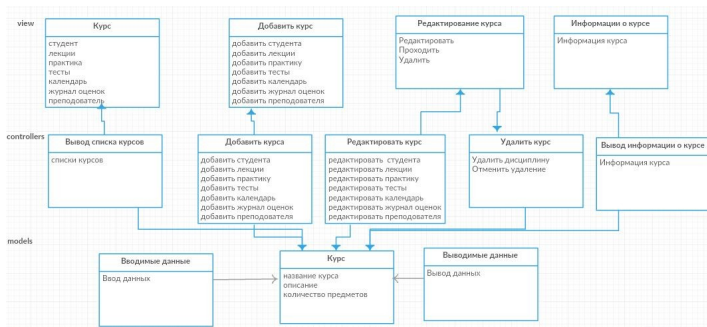 view
Курс
студент
лекции
практика
тесты
календарь
журнал оценок
преподователь
Добавить курс
добавить студента
добавить лекции
добавить практику
добавить тесты
добавить календарь
добавить журнал оценок
добавить преподователя
Редактирование курса
Редактировать
Проходить
Удалить
Информации о курсе
Информация курса
controllers
Вывод списка курсов
списки курсов
Добавить курса
добавить студента
добавить лекции
добавить практику
добавить тесты
добавить календарь
добавить журнал оценок
добавить преподователя
Редактировать курс
редактировать студента
редактировать лекции
редактировать практику
редактировать тесты
редактировать календарь
редактировать журнал оценок
редактировать преподователя
Удалить курс
Удалить дисциплину
Отменить удаление
Вывод информации о курсе
Информация курса
models
Вводимые данные
Ввод данных
Курс
название курса
описание
количество предметов
Выводимые данные
Вывод данных